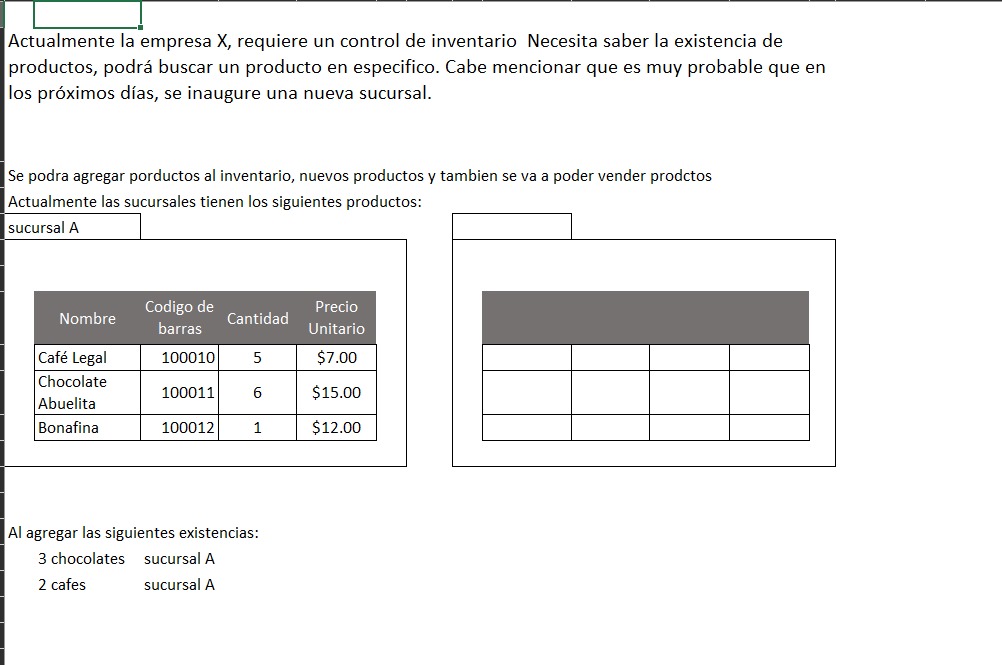 Actualmente la empresa X, requiere un control de inventario  Necesita saber la existencia de
productos, podrá buscar un producto en especifico. Cabe mencionar que es muy probable que en
los próximos días, se inaugure una nueva sucursal.
Se podra agregar porductos al inventario, nuevos productos y tambien se va a poder vender prodctos
Actualmente las sucursales tienen los siguientes productos:
sucursal A
Nombre Codigo de barras Cantidad Precio Unitario
Café Legal 100010 5 $7.00
Chocolate Abuelita 100011 6 $15.00
Bonafina 100012 1 $12.00
Al agregar las siguientes existencias:
3 chocolates sucursal A
2 cafes sucursal A